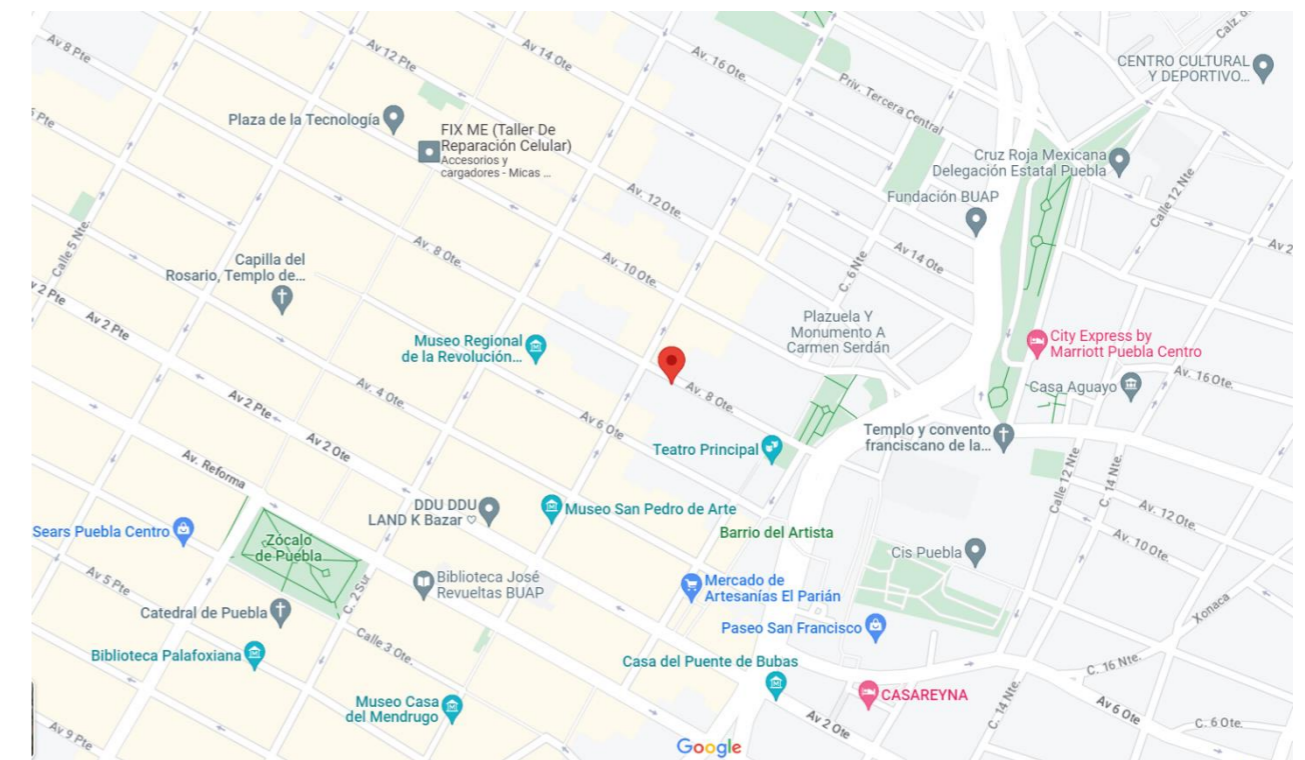 Av 8 Pte
Av 12 Pte
Av 14 Ote
Av. 16 Ote.
Calz. d
CENTRO CULTURAL
Y DEPORTIVO...
Priv. Tercera Central
Plaza de la Tecnología
FIX ME (Taller De
Reparación Celular)
Accesorios y
cargadores - Micas ...
Pte
Cruz Roja Mexicana
Delegación Estatal Puebla
Fundación BUAP
Calle 12 Nte
Av. 12 Ote.
Calle 5 Nte.
Av. 8 Ote.
Av. 10 Ote.
Av 14 Ote
C. 6 Nte
Av 2
Capilla del
Rosario, Templo de...
2 Pte
Av 2 Pte
Museo Regional
de la Revolución...
Plazuela Y
Monumento A
Carmen Serdán
City Express by
Marriott Puebla Centro
Av. 16 Ote.
Casa Aguayo
Av. 4 Ote.
Av. 8 Ote.
Av 2 Pte
Av 6 Ote
Av 2 Ote
Teatro Principal
Templo y convento
franciscano de la...
Av. Reforma
Calle 12 Nte
C. 14 Nte.
DDU DDU
LAND K Bazar ♡
Museo San Pedro de Arte
Av. 12 Ote.
Sears Puebla Centro
Zócalo
de Puebla
Barrio del Artista
Av. 10 Ote.
Cis Puebla
Av 5 Pte
C. 2 Sur
Biblioteca José
Revueltas BUAP
Mercado de
Artesanías El Parián
Catedral de Puebla
Xonaca
Calle 3 Ote.
Paseo San Francisco
Biblioteca Palafoxiana
Casa del Puente de Bubas
C. 16 Nte.
Museo Casa
del Mendrugo
CASAREYNA
C. 14 Nte.
Av 6 Ote
C. 6 Ote.
Av 9 Pte
Av 2 Ote
Google